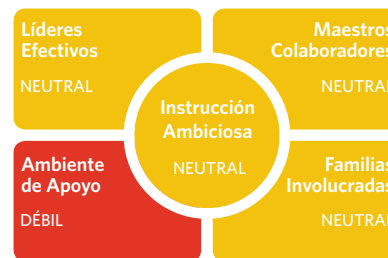 Líderes
Efectivos
NEUTRAL
Maestros
Colaboradores
NEUTRAL
Instrucción
Ambiciosa
NEUTRAL
Ambiente
de Apoyo
DÉBIL
Familias
Involucradas
NEUTRAL